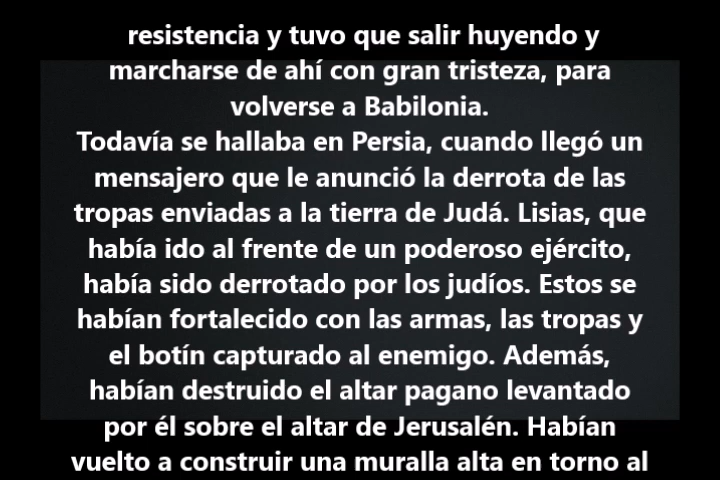 resistencia y tuvo que salir huyendo y
marcharse de ahí con gran tristeza, para
volverse a Babilonia.
Todavía se hallaba en Persia, cuando llegó un
mensajero que le anunció la derrota de las
tropas enviadas a la tierra de Judá. Lisias, que
había ido al frente de un poderoso ejército,
había sido derrotado por los judíos. Estos se
habían fortalecido con las armas, las tropas y
el botín capturado al enemigo. Además,
habían destruido el altar pagano levantado
por él sobre el altar de Jerusalén. Habían
vuelto a construir una muralla alta en torno al